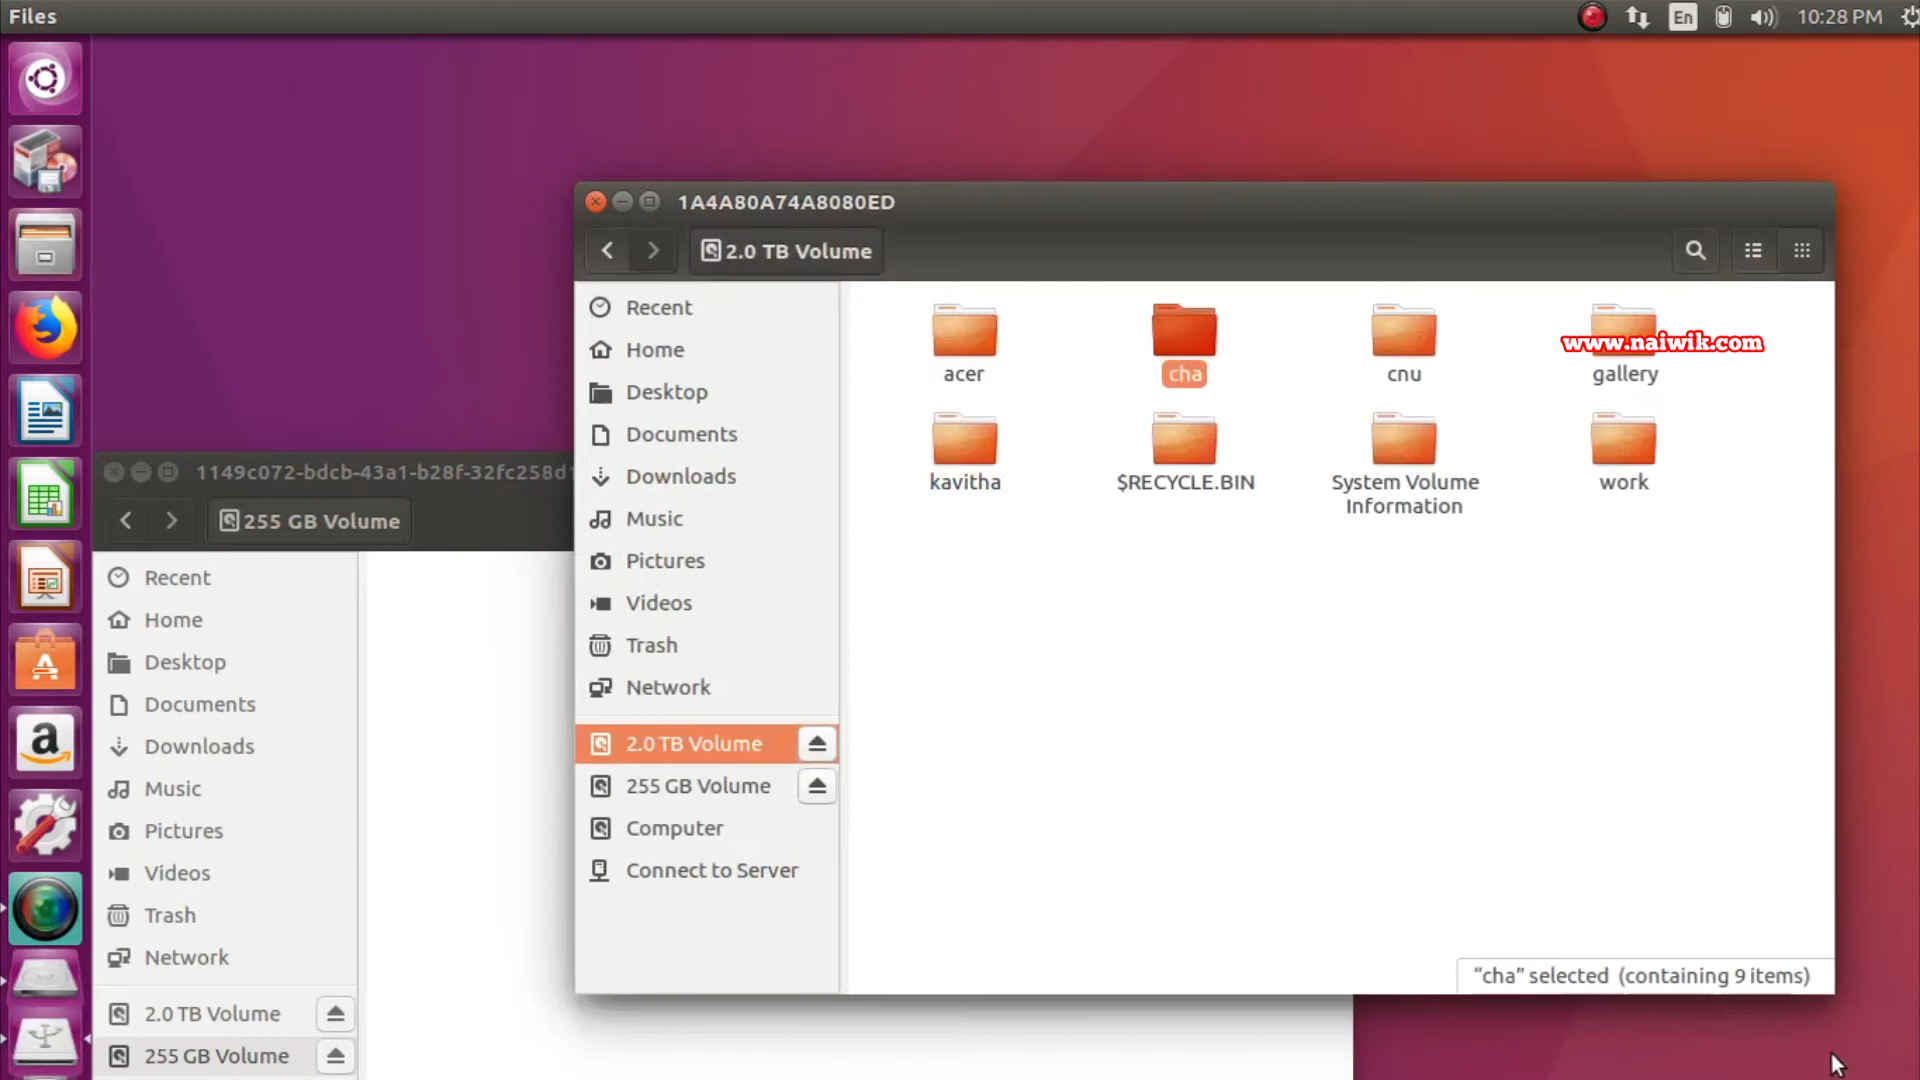 Files
En
10:28 PM
1A4A80A74A8080ED
2.0 TB Volume
Recent
Home
Desktop
Documents
Downloads
Music
Pictures
Videos
Trash
Network
2.0 TB Volume
255 GB Volume
Computer
Connect to Server
acer
cha
cnu
gallery
www.naiwik.com
kavitha
$RECYCLE.BIN
System Volume
Information
work
“cha” selected (containing 9 items)
1149c072-bdcb-43a1-b28f-32fc258d1
255 GB Volume
Recent
Home
Desktop
Documents
Downloads
Music
Pictures
Videos
Trash
Network
2.0 TB Volume
255 GB Volume